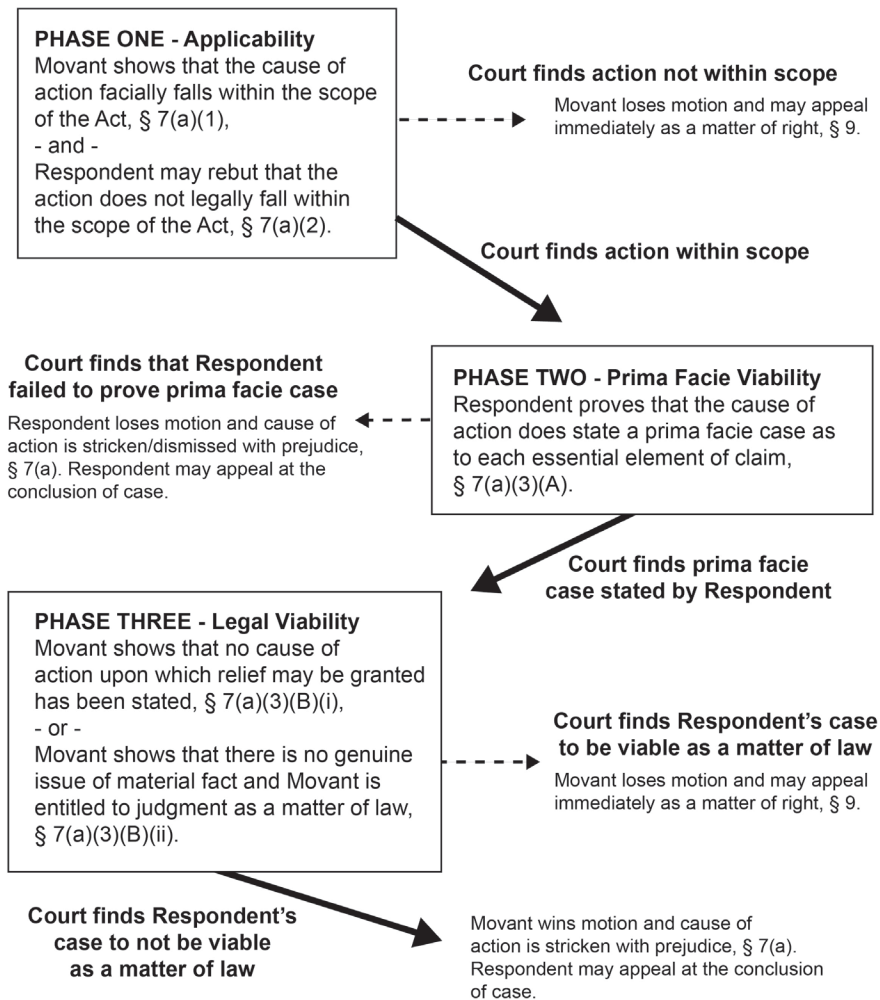 PHASE ONE - Applicability
Movant shows that the cause of
action facially falls within the scope
of the Act, § 7(a)(1),
- and -
Respondent may rebut that the
action does not legally fall within
the scope of the Act, § 7(a)(2).
Court finds action not within scope
Movant loses motion and may appeal
immediately as a matter of right, § 9.
Court finds action within scope
Court finds that Respondent
failed to prove prima facie case
Respondent loses motion and cause of
action is stricken/dismissed with prejudice,
§ 7(a). Respondent may appeal at the
conclusion of case.
PHASE TWO - Prima Facie Viability
Respondent proves that the cause of
action does state a prima facie case as
to each essential element of claim,
§ 7(a)(3)(A).
Court finds prima facie
case stated by Respondent
PHASE THREE - Legal Viability
Movant shows that no cause of
action upon which relief may be granted
has been stated, § 7(a)(3)(B)(i),
- or -
Movant shows that there is no genuine
issue of material fact and Movant is
entitled to judgment as a matter of law,
§ 7(a)(3)(B)(ii).
Court finds Respondent's case
to be viable as a matter of law
Movant loses motion and may appeal
immediately as a matter of right, § 9.
Court finds Respondent's
case to not be viable
as a matter of law
Movant wins motion and cause of
action is stricken with prejudice, § 7(a).
Respondent may appeal at the conclusion
of case.